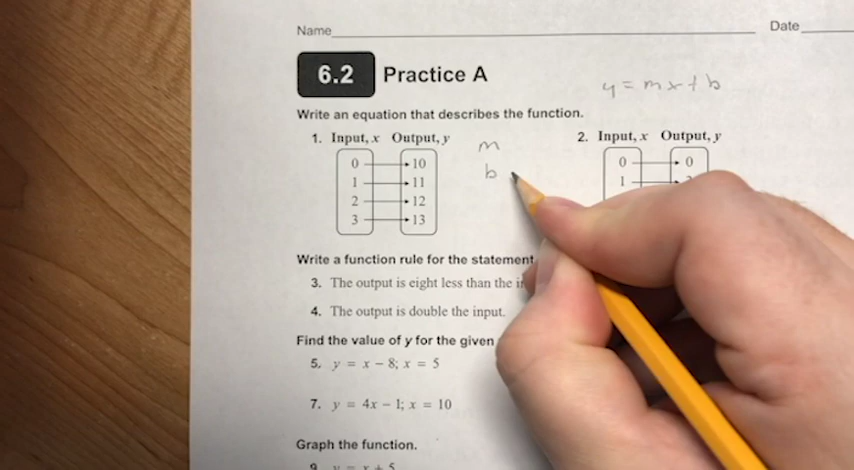 Name Date
6.2 Practice A
y = mx + b
Write an equation that describes the function.
1. Input, x Output, y
m
b
0 10
1 11
2 12
3 13
2. Input, x Output, y
0 0
1
Write a function rule for the statement
3. The output is eight less than the
4. The output is double the input.
Find the value of y for the given
5. y = x − 8; x = 5
7. y = 4x − 1; x = 10
Graph the function.
9. y = x + 5